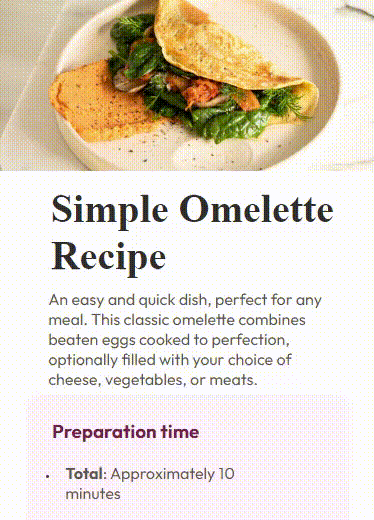 Simple Omelette
Recipe
An easy and quick dish, perfect for any
meal. This classic omelette combines
beaten eggs cooked to perfection,
optionally filled with your choice of
cheese, vegetables, or meats.
Preparation time
• Total: Approximately 10
minutes